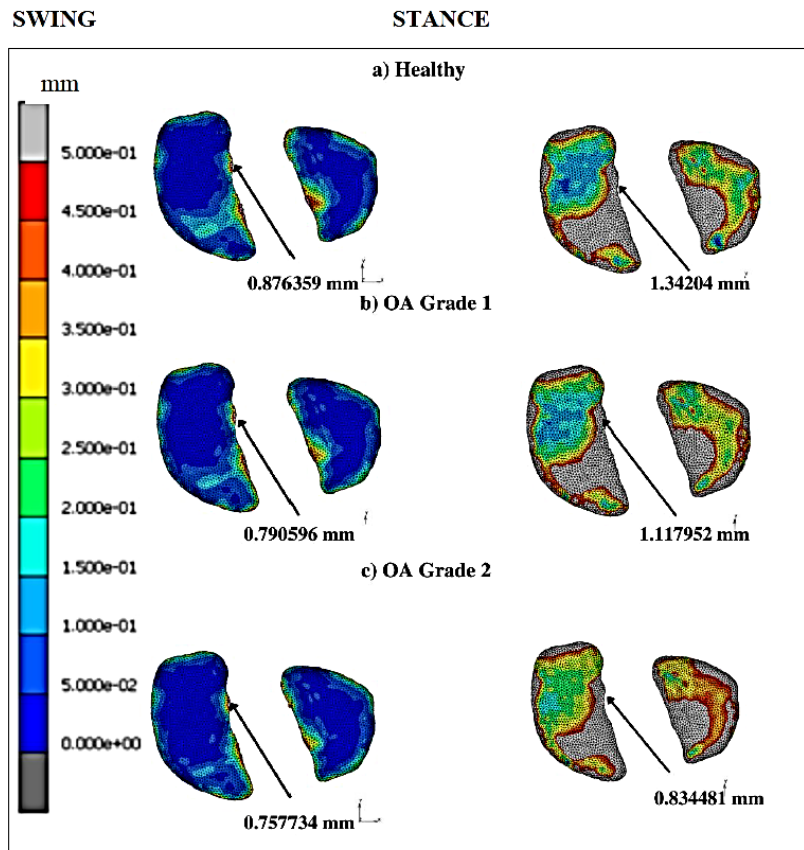 SWING STANCE
a) Healthy
mm
5.000e-01
4.500e-01
4.000e-01
3.500e-01
3.000e-01
2.500e-01
2.000e-01
1.500e-01
1.000e-01
5.000e-02
0.000e+00
0.876359 mm
1.34204 mm
b) OA Grade 1
0.790596 mm
1.117952 mm
c) OA Grade 2
0.757734 mm
0.834481 mm